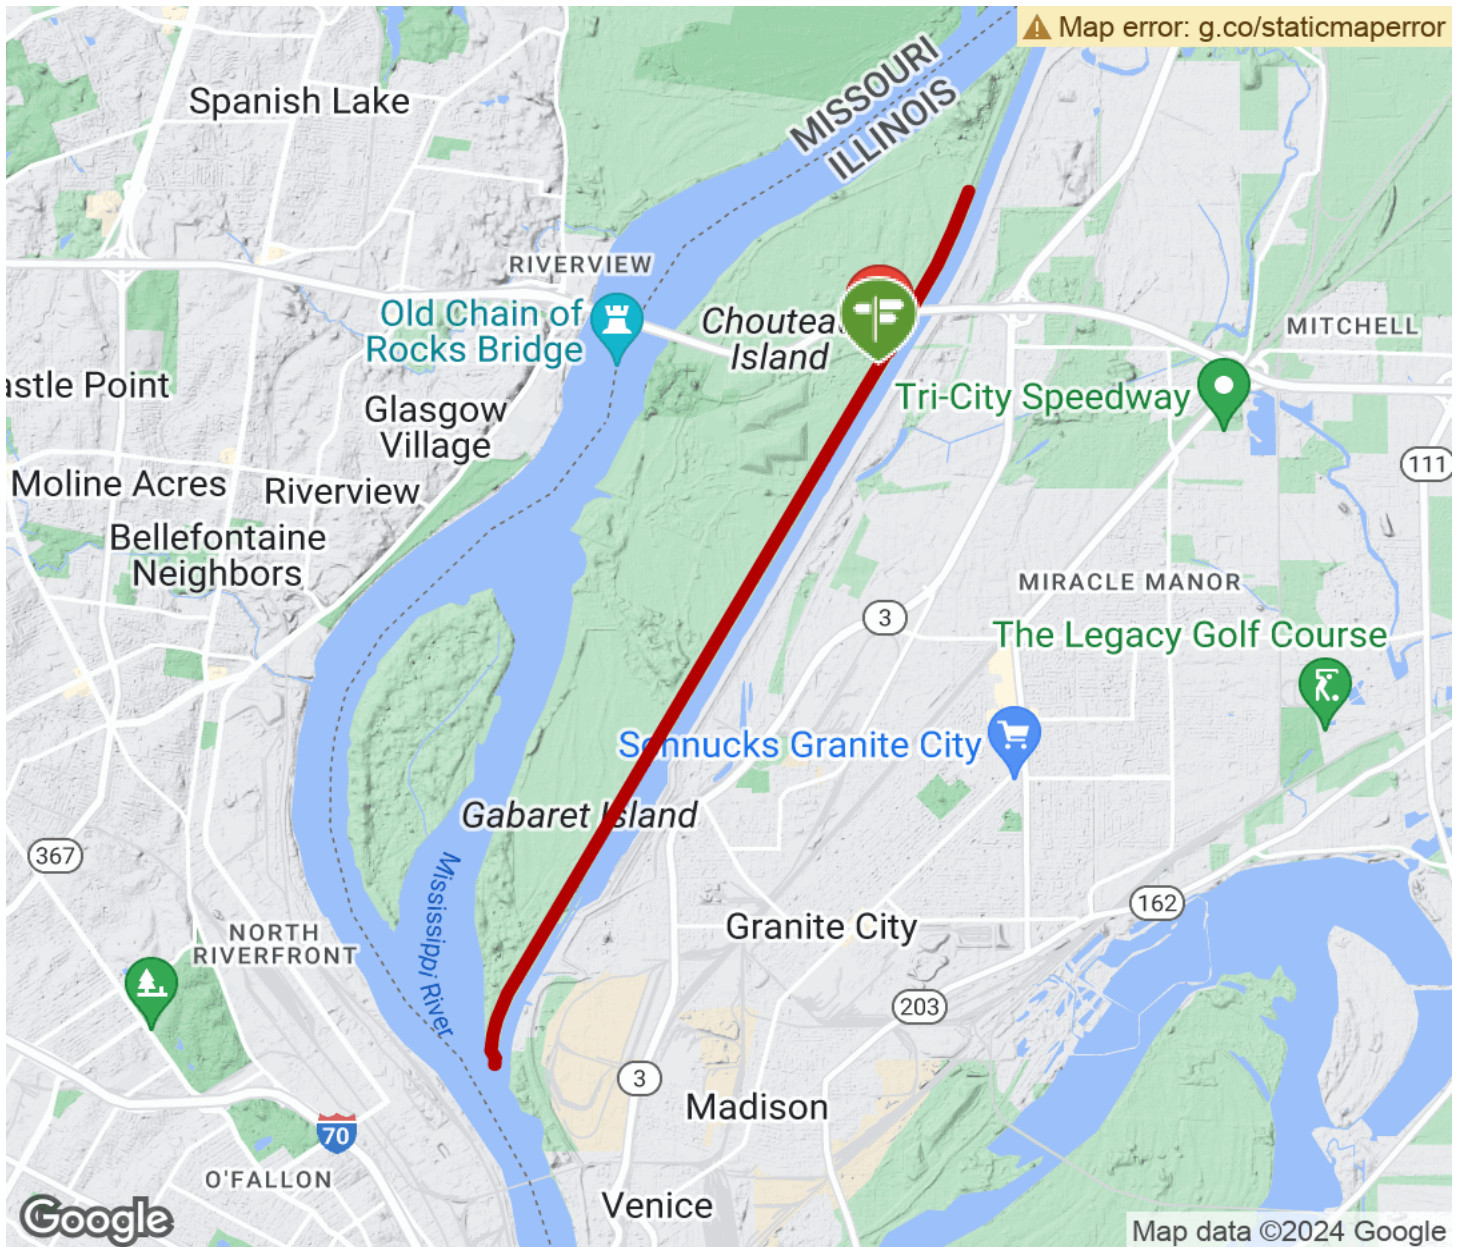 Map error: g.co/staticmaperror
MISSOURI
ILLINOIS
Spanish Lake
RIVERVIEW
Old Chain of
Rocks Bridge
Choutea
Island
MITCHELL
astle Point
Tri-City Speedway
Glasgow
Village
111
Moline Acres
Riverview
Bellefontaine
Neighbors
MIRACLE MANOR
3
The Legacy Golf Course
Schnucks Granite City
Gabaret Island
367
Mississippi River
162
Granite City
NORTH
RIVERFRONT
203
3
Madison
70
O'FALLON
Venice
Google
Map data ©2024 Google